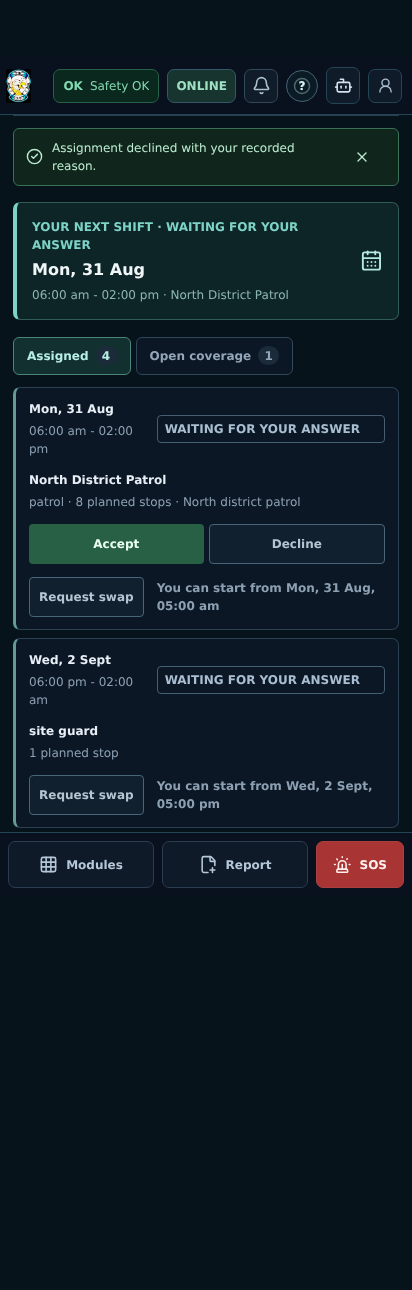 OK Safety OK
ONLINE
?
Assignment declined with your recorded
reason.
YOUR NEXT SHIFT · WAITING FOR YOUR
ANSWER
Mon, 31 Aug
06:00 am - 02:00 pm · North District Patrol
Assigned 4
Open coverage 1
Mon, 31 Aug
06:00 am - 02:00
pm
WAITING FOR YOUR ANSWER
North District Patrol
patrol · 8 planned stops · North district patrol
Accept
Decline
Request swap
You can start from Mon, 31 Aug,
05:00 am
Wed, 2 Sept
06:00 pm - 02:00
am
WAITING FOR YOUR ANSWER
site guard
1 planned stop
Request swap
You can start from Wed, 2 Sept,
05:00 pm
Modules
Report
SOS